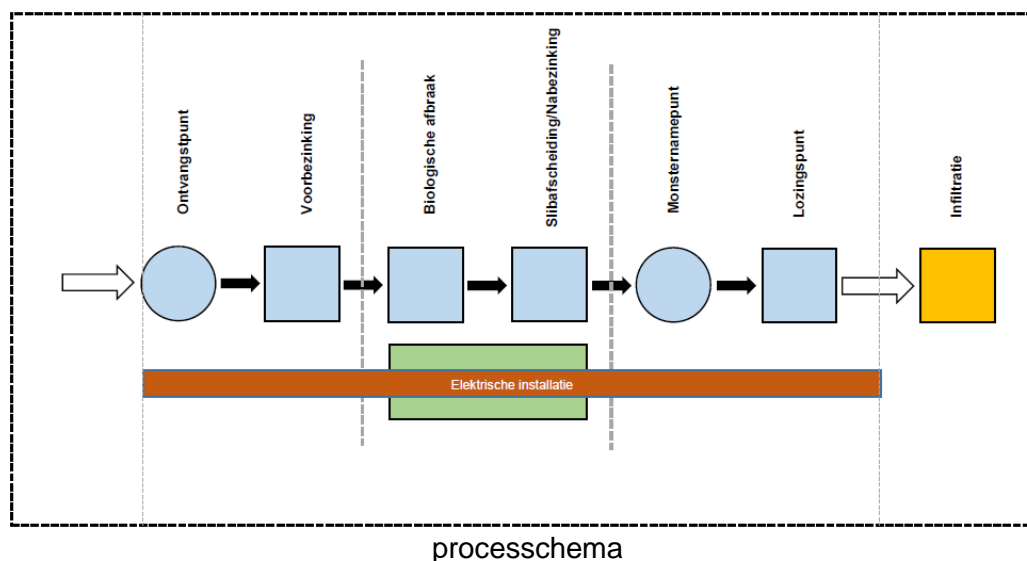 Ontvangstpunt
Voorbezinking
Biologische afbraak
Slibafscheiding/Nabezinking
Monsternamepunt
Lozingspunt
Infiltratie
Elektrische installatie
processchema